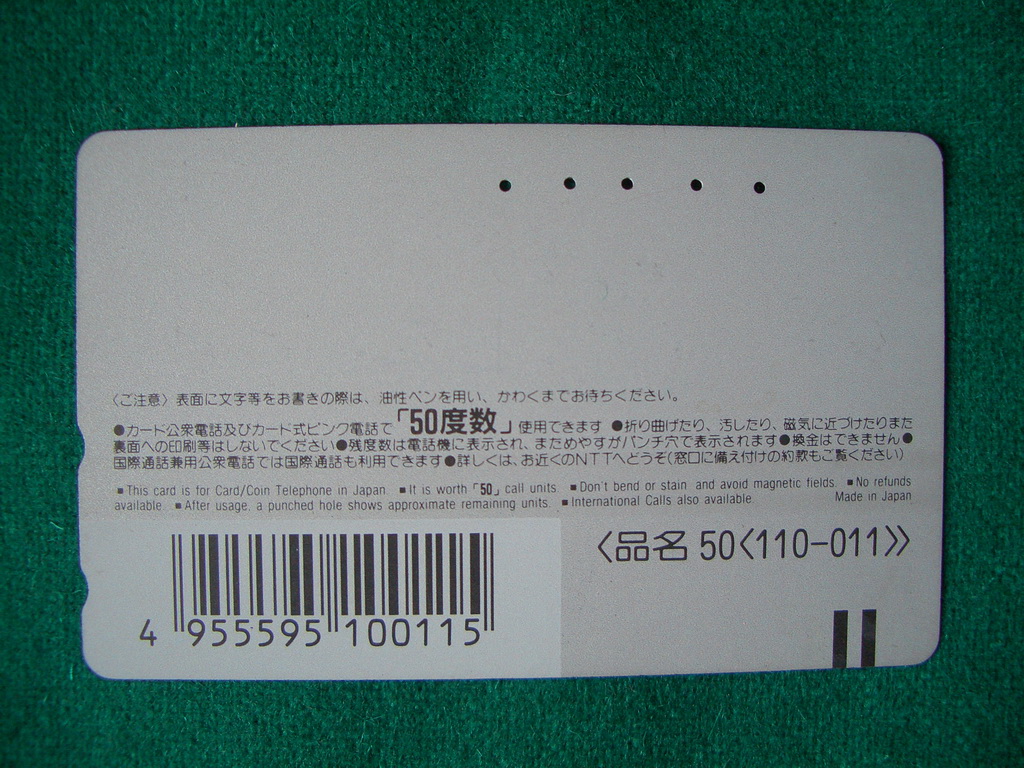 〈ご注意〉表面に文字等をお書きの際は、油性ペンを用い、かわくまでお待ちください。
●カード公衆電話及びカード式ピンク電話で「50度数」使用できます ●折り曲げたり、汚したり、磁気に近づけたりまた
裏面への印刷等はしないでください●残度数は電話機に表示され、まためやすがパンチ穴で表示されます●換金はできません●
国際通話兼用公衆電話では国際通話も利用できます●詳しくは、お近くのNTTへどうぞ(窓口に備え付けの約款もご覧ください)
■This card is for Card/Coin Telephone in Japan. ■It is worth「50」call units. ■Don't bend or stain and avoid magnetic fields. ■No refunds
available. ■After usage, a punched hole shows approximate remaining units. ■International Calls also available. Made in Japan
〈品名 50〈110-011〉〉
4 955595 100115